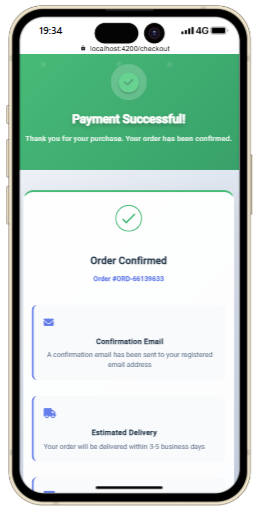 19:34
4G
localhost:4200/checkout
Payment Successful!
Thank you for your purchase. Your order has been confirmed.
Order Confirmed
Order #ORD-66139633
Confirmation Email
A confirmation email has been sent to your registered
email address
Estimated Delivery
Your order will be delivered within 3-5 business days